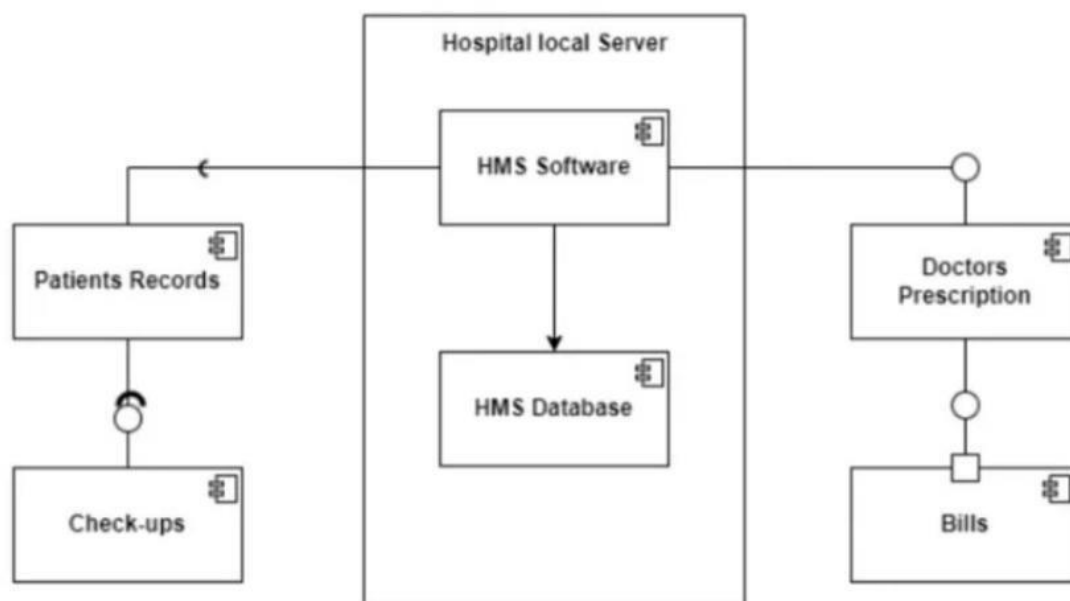 Hospital local Server
HMS Software
Patients Records
Doctors
Prescription
HMS Database
Check-ups
Bills